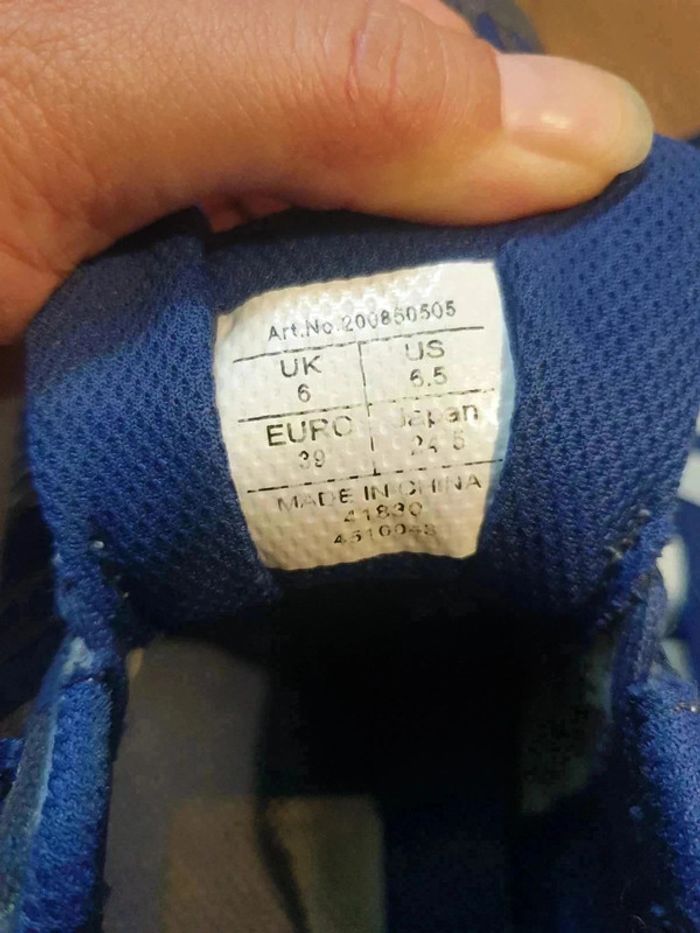 Art.No.200850505
UK US
6 6.5
EURO Japan
39 24.5
MADE IN CHINA
41830